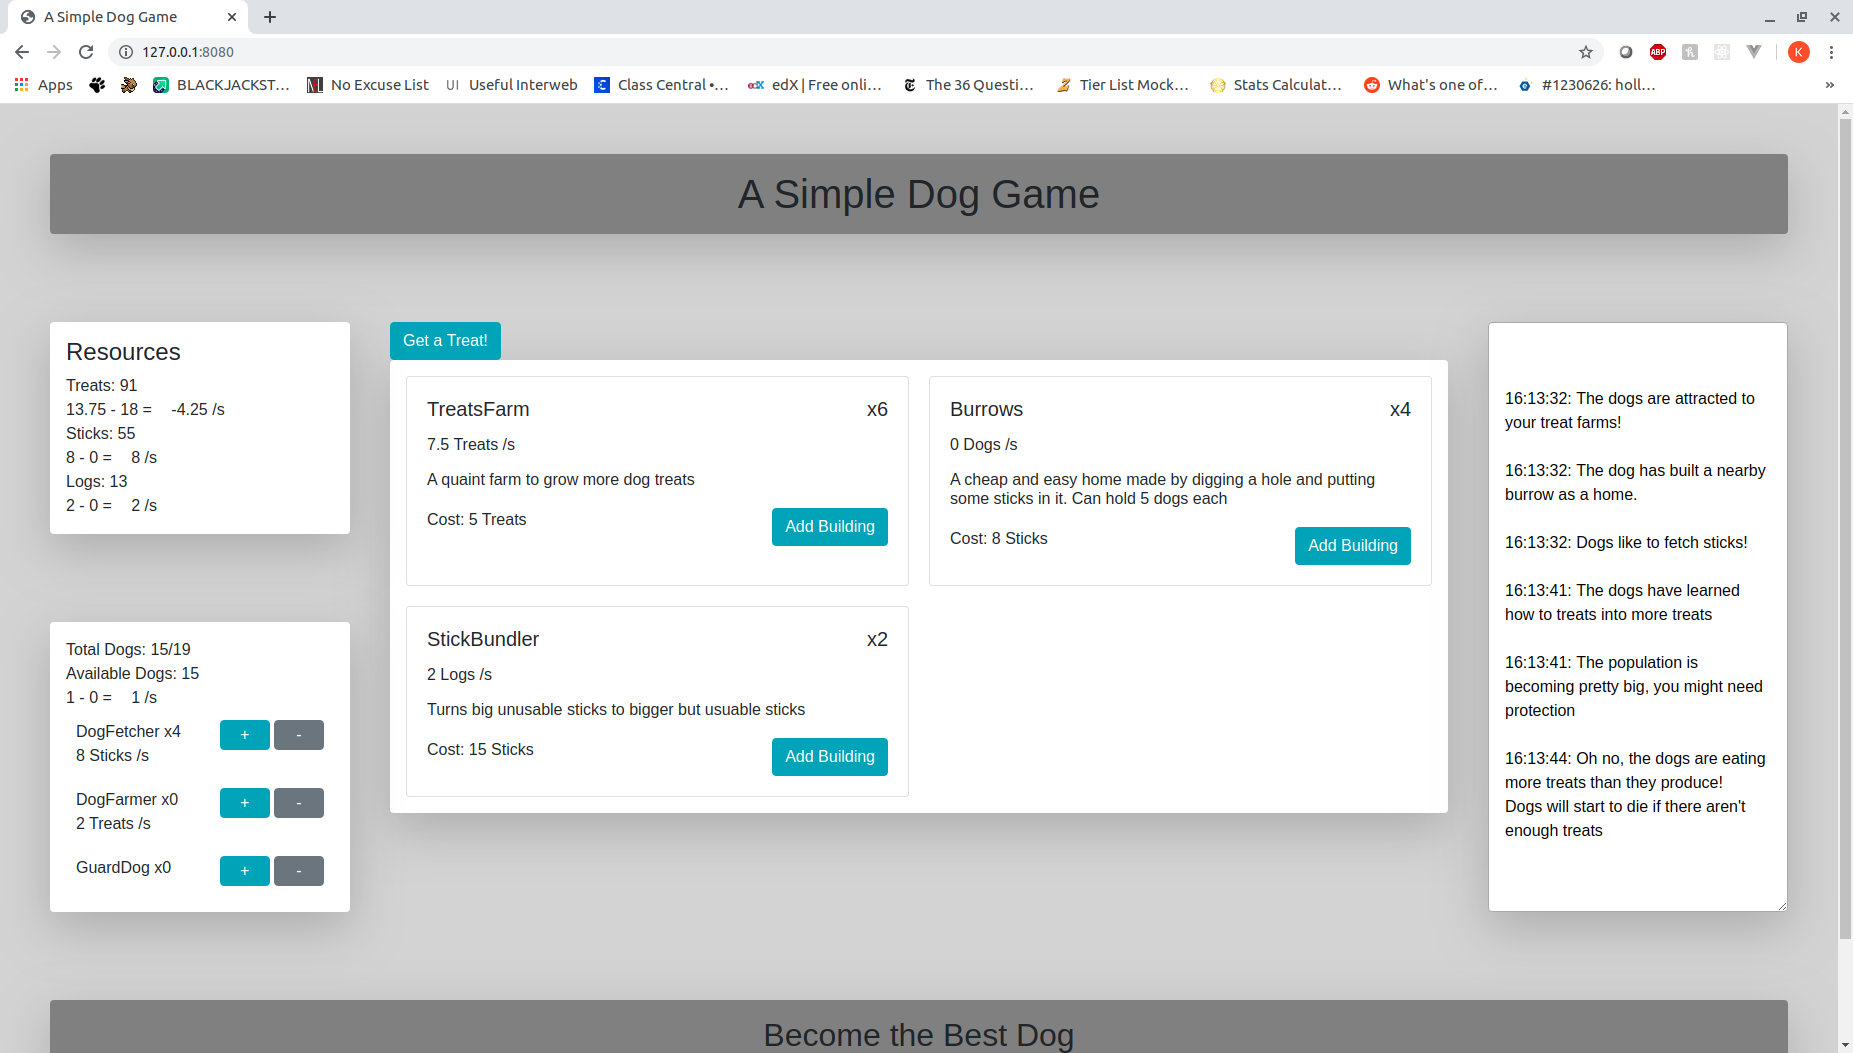 A Simple Dog Game
127.0.0.1:8080
ABP
K
Apps
BLACKJACKST...
No Excuse List
UI Useful Interweb
Class Central •...
edX | Free onli...
The 36 Questi...
Tier List Mock...
Stats Calculat...
What's one of...
#1230626: holl...
»
A Simple Dog Game
Resources
Treats: 91
13.75 - 18 = -4.25 /s
Sticks: 55
8 - 0 = 8 /s
Logs: 13
2 - 0 = 2 /s
Total Dogs: 15/19
Available Dogs: 15
1 - 0 = 1 /s
DogFetcher x4
+ -
8 Sticks /s
DogFarmer x0
+ -
2 Treats /s
GuardDog x0
+ -
Get a Treat!
TreatsFarm x6
7.5 Treats /s
A quaint farm to grow more dog treats
Cost: 5 Treats
Add Building
Burrows x4
0 Dogs /s
A cheap and easy home made by digging a hole and putting
some sticks in it. Can hold 5 dogs each
Cost: 8 Sticks
Add Building
StickBundler x2
2 Logs /s
Turns big unusable sticks to bigger but usuable sticks
Cost: 15 Sticks
Add Building
16:13:32: The dogs are attracted to
your treat farms!
16:13:32: The dog has built a nearby
burrow as a home.
16:13:32: Dogs like to fetch sticks!
16:13:41: The dogs have learned
how to treats into more treats
16:13:41: The population is
becoming pretty big, you might need
protection
16:13:44: Oh no, the dogs are eating
more treats than they produce!
Dogs will start to die if there aren't
enough treats
Become the Best Dog